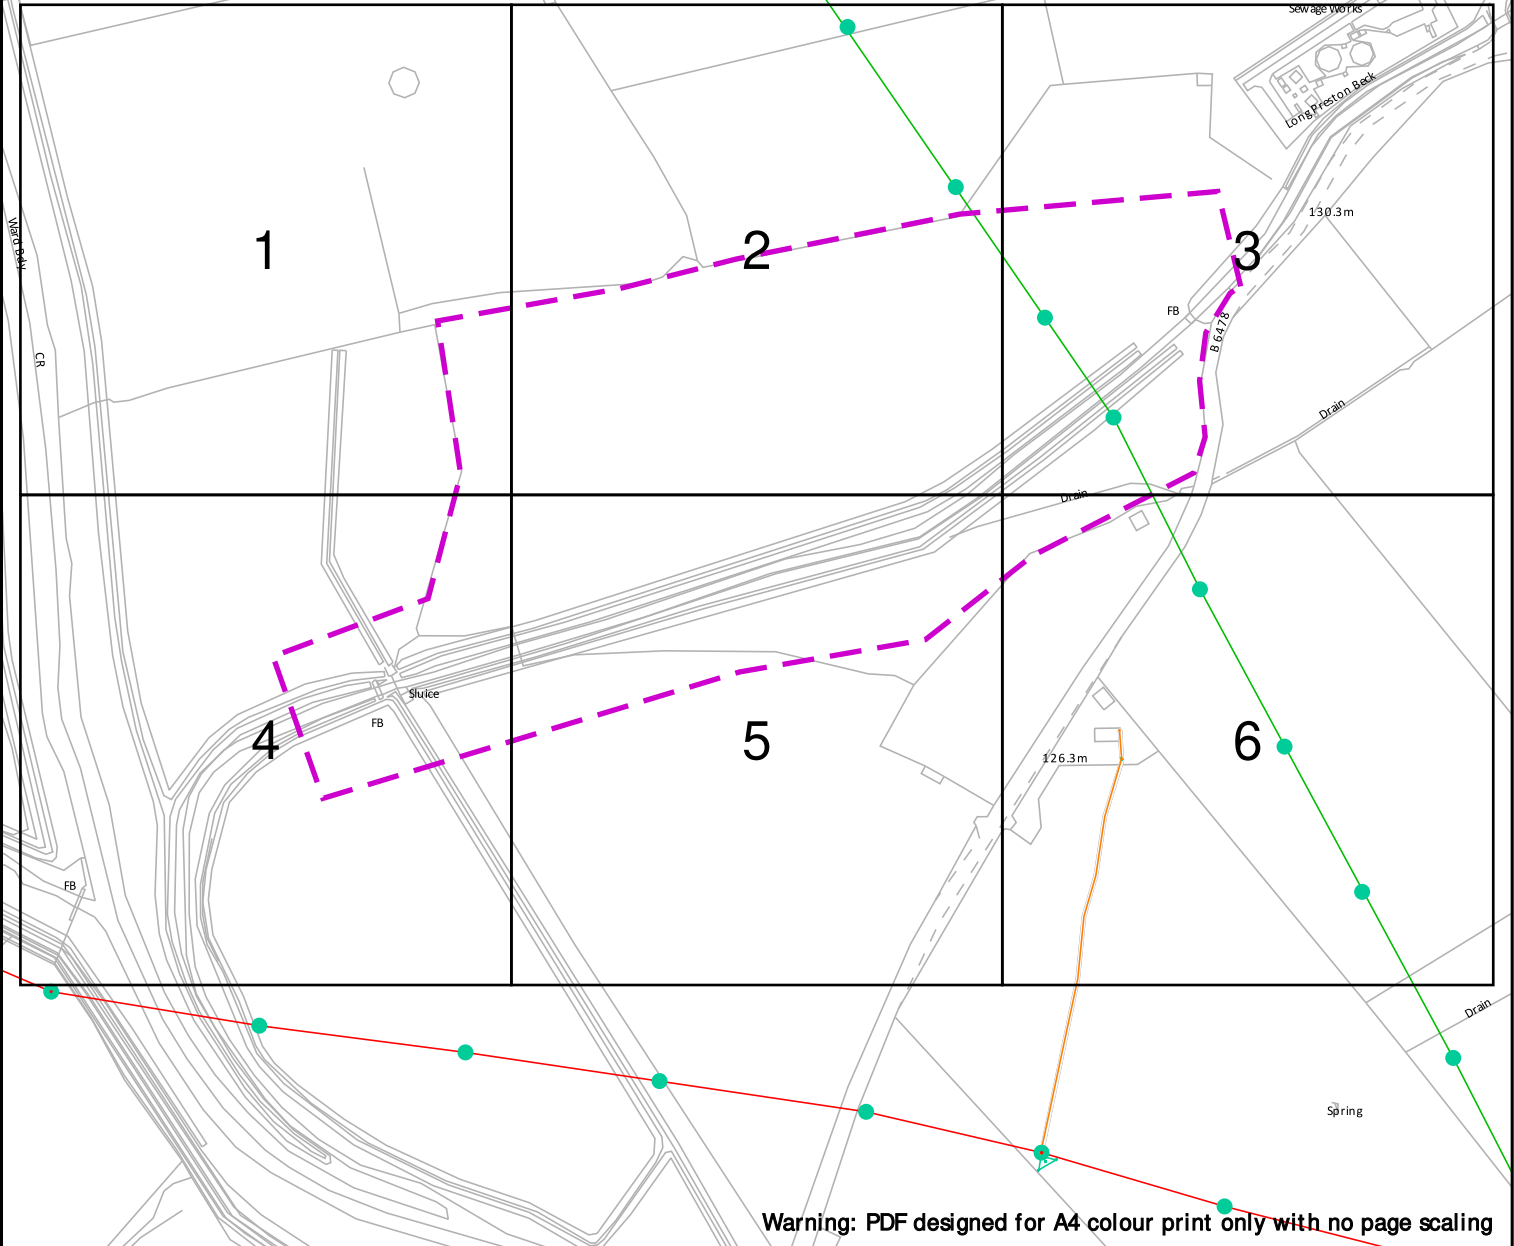 Sewage Works
Long Preston Beck
Ward Bdy
130.3m
1
2
3
FB
B 6478
CR
Drain
Drain
Sluice
FB
4
5
6
126.3m
FB
Drain
Spring
Warning: PDF designed for A4 colour print only with no page scaling